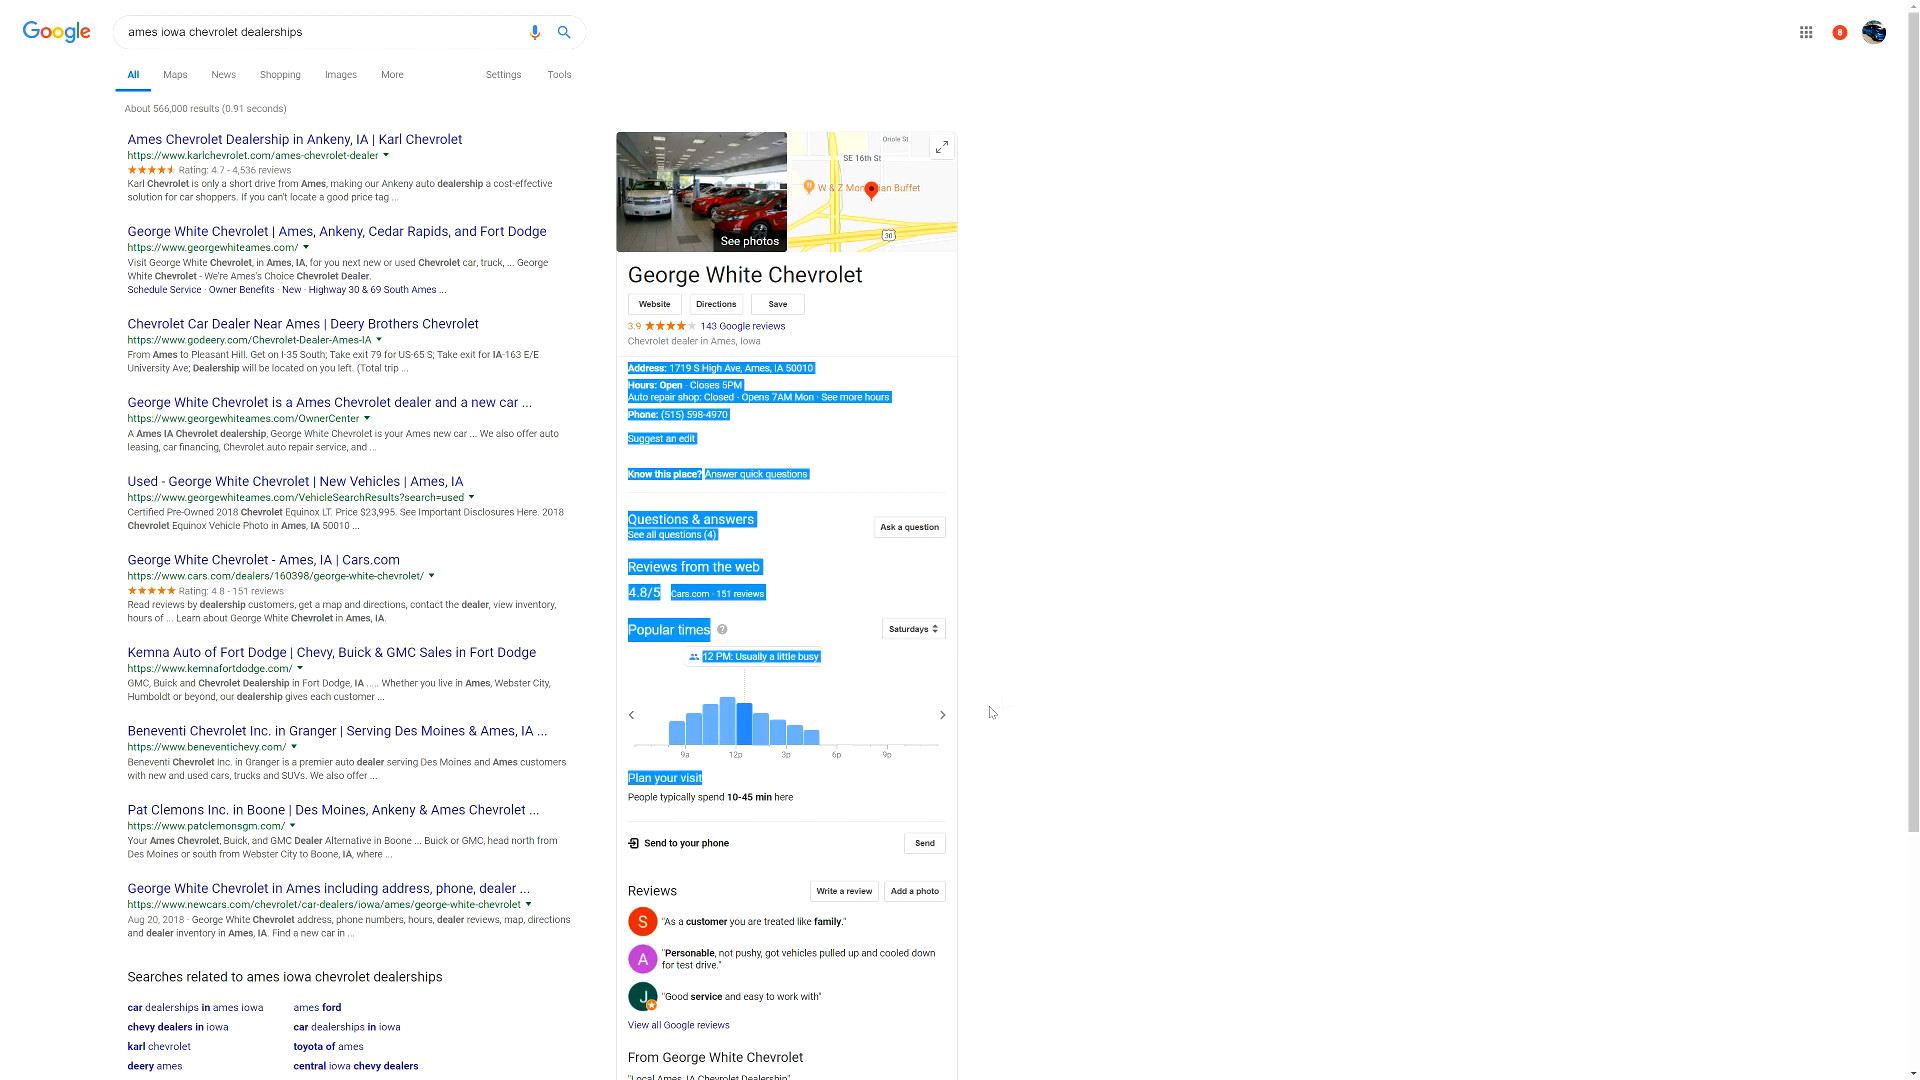 Google
ames iowa chevrolet dealerships
8
All Maps News Shopping Images More Settings Tools
About 566,000 results (0.91 seconds)
Ames Chevrolet Dealership in Ankeny, IA | Karl Chevrolet
https://www.karlchevrolet.com/ames-chevrolet-dealer
Rating: 4.7 - 4,536 reviews
Karl Chevrolet is only a short drive from Ames, making our Ankeny auto dealership a cost-effective
solution for car shoppers. If you can't locate a good price tag ...
George White Chevrolet | Ames, Ankeny, Cedar Rapids, and Fort Dodge
https://www.georgewhiteames.com/
Visit George White Chevrolet, in Ames, IA, for you next new or used Chevrolet car, truck, ... George
White Chevrolet - We're Ames's Choice Chevrolet Dealer.
Schedule Service · Owner Benefits · New · Highway 30 & 69 South Ames ...
Chevrolet Car Dealer Near Ames | Deery Brothers Chevrolet
https://www.godeery.com/Chevrolet-Dealer-Ames-IA
From Ames to Pleasant Hill. Get on I-35 South; Take exit 79 for US-65 S; Take exit for IA-163 E/E
University Ave; Dealership will be located on you left. (Total trip ...
George White Chevrolet is a Ames Chevrolet dealer and a new car ...
https://www.georgewhiteames.com/OwnerCenter
A Ames IA Chevrolet dealership, George White Chevrolet is your Ames new car ... We also offer auto
leasing, car financing, Chevrolet auto repair service, and ...
Used - George White Chevrolet | New Vehicles | Ames, IA
https://www.georgewhiteames.com/VehicleSearchResults?search=used
Certified Pre-Owned 2018 Chevrolet Equinox LT. Price $23,995. See Important Disclosures Here. 2018
Chevrolet Equinox Vehicle Photo in Ames, IA 50010 ...
George White Chevrolet - Ames, IA | Cars.com
https://www.cars.com/dealers/160398/george-white-chevrolet/
Rating: 4.8 - 151 reviews
Read reviews by dealership customers, get a map and directions, contact the dealer, view inventory,
hours of ... Learn about George White Chevrolet in Ames, IA.
Kemna Auto of Fort Dodge | Chevy, Buick & GMC Sales in Fort Dodge
https://www.kemnafortdodge.com/
GMC, Buick and Chevrolet Dealership in Fort Dodge, IA ..... Whether you live in Ames, Webster City,
Humboldt or beyond, our dealership gives each customer ...
Beneventi Chevrolet Inc. in Granger | Serving Des Moines & Ames, IA ...
https://www.beneventichevy.com/
Beneventi Chevrolet Inc. in Granger is a premier auto dealer serving Des Moines and Ames customers
with new and used cars, trucks and SUVs. We also offer ...
Pat Clemons Inc. in Boone | Des Moines, Ankeny & Ames Chevrolet ...
https://www.patclemonsgm.com/
Your Ames Chevrolet, Buick, and GMC Dealer Alternative in Boone ... Buick or GMC, head north from
Des Moines or south from Webster City to Boone, IA, where ...
George White Chevrolet in Ames including address, phone, dealer ...
https://www.newcars.com/chevrolet/car-dealers/iowa/ames/george-white-chevrolet
Aug 20, 2018 - George White Chevrolet address, phone numbers, hours, dealer reviews, map, directions
and dealer inventory in Ames, IA. Find a new car in ...
Searches related to ames iowa chevrolet dealerships
car dealerships in ames iowa
chevy dealers in iowa
karl chevrolet
deery ames
ames ford
car dealerships in iowa
toyota of ames
central iowa chevy dealers
See photos
Oriole St
SE 16th St
W & Z Mon ian Buffet
30
George White Chevrolet
Website Directions Save
3.9 143 Google reviews
Chevrolet dealer in Ames, Iowa
Address: 1719 S High Ave, Ames, IA 50010
Hours: Open · Closes 5PM
Auto repair shop: Closed · Opens 7AM Mon · See more hours
Phone: (515) 598-4970
Suggest an edit
Know this place? Answer quick questions
Questions & answers
See all questions (4)
Ask a question
Reviews from the web
4.8/5 Cars.com · 151 reviews
Popular times ? Saturdays
12 PM: Usually a little busy
9a 12p 3p 6p 9p
Plan your visit
People typically spend 10-45 min here
Send to your phone Send
Reviews Write a review Add a photo
S "As a customer you are treated like family."
A "Personable, not pushy, got vehicles pulled up and cooled down
for test drive."
J "Good service and easy to work with"
View all Google reviews
From George White Chevrolet
"Local Ames, IA Chevrolet Dealership"